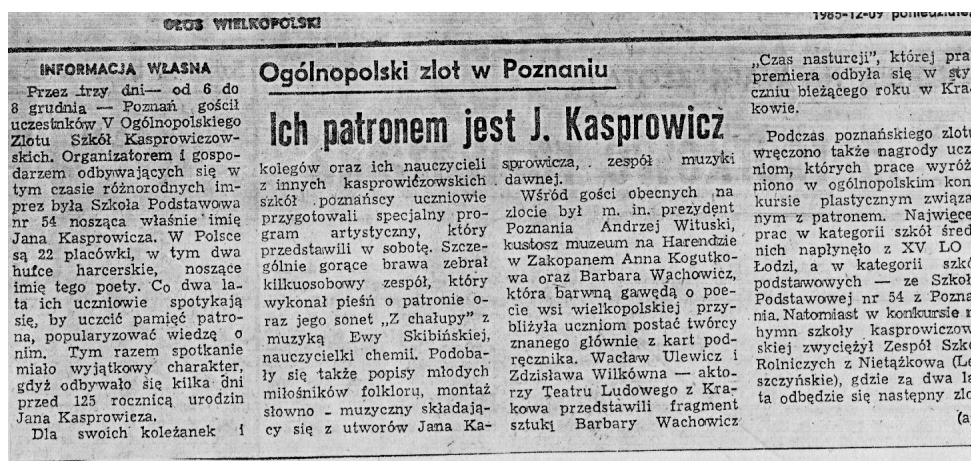 GŁOS WIELKOPOLSKI
1985-12-09
INFORMACJA WŁASNA
Ogólnopolski zlot w Poznaniu
Ich patronem jest J. Kasprowicz
Przez trzy dni— od 6 do
8 grudnia — Poznań gościł
uczestnków V Ogólnopolskiego
Zlotu Szkół Kasprowiczow-
skich. Organizatorem i gospo-
darzem odbywających się w
tym czasie różnorodnych im-
prez była Szkoła Podstawowa
nr 54 nosząca właśnie imię
Jana Kasprowicza. W Polsce
są 22 placówki, w tym dwa
hufce harcerskie, noszące
imię tego poety. Co dwa la-
ta ich uczniowie spotykają
się, by uczcić pamięć patro-
na, popularyzować wiedzę o
nim. Tym razem spotkanie
miało wyjątkowy charakter,
gdyż odbywało się kilka dni
przed 125 rocznicą urodzin
Jana Kasprowicza.
Dla swoich koleżanek i
kolegów oraz ich nauczycieli
z innych kasprowiczowskich
szkół poznańscy uczniowie
przygotowali specjalny pro-
gram artystyczny, który
przedstawili w sobotę. Szcze-
gólnie gorące brawa zebrał
kilkuosobowy zespół, który
wykonał pieśń o patronie o-
raz jego sonet „Z chałupy” z
muzyką Ewy Skibińskiej,
nauczycielki chemii. Podoba-
ły się także popisy młodych
miłośników folkloru, montaż
słowno - muzyczny składają-
cy się z utworów Jana Ka-
sprowicza, zespół muzyki
dawnej.
Wśród gości obecnych na
zlocie był m. in. prezydent
Poznania Andrzej Wituski,
kustosz muzeum na Harendzie
w Zakopanem Anna Kogutko-
wa oraz Barbara Wachowicz,
która barwną gawędą o poe-
cie wsi wielkopolskiej przy-
bliżyła uczniom postać twórcy
znanego głównie z kart pod-
ręcznika. Wacław Ulewicz i
Zdzisława Wilkówna — akto-
rzy Teatru Ludowego z Kra-
kowa przedstawili fragment
sztuki Barbary Wachowicz
„Czas nasturcji”, której pra
premiera odbyła się w sty
czniu bieżącego roku w Kra
kowie.
Podczas poznańskiego zlotu
wręczono także nagrody ucz
niom, których prace wyróż
niono w ogólnopolskim kon
kursie plastycznym związa
nym z patronem. Najwięce
prac w kategorii szkół śred
nich napłynęło z XV LO
Łodzi, a w kategorii szkó
podstawowych — ze Szkoł
Podstawowej nr 54 z Pozna
nia. Natomiast w konkursie n
hymn szkoły kasprowiczow
skiej zwyciężył Zespół Szkó
Rolniczych z Nietążkowa (Le
szczyńskie), gdzie za dwa la
ta odbędzie się następny zlo
(a